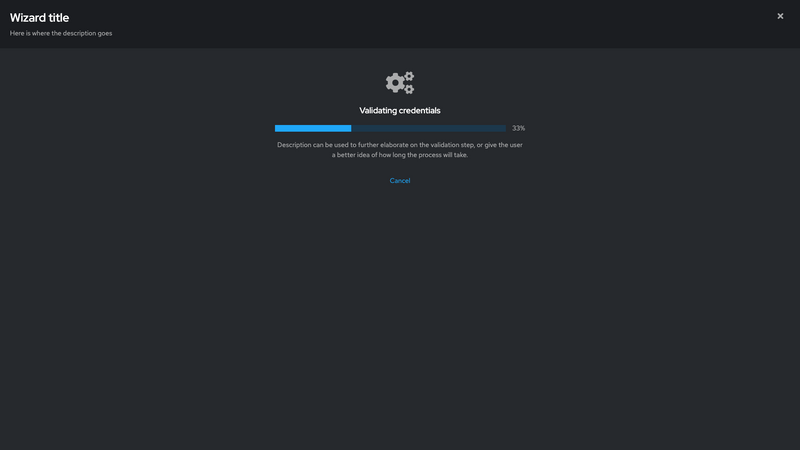 Wizard title
Here is where the description goes
Validating credentials
33%
Description can be used to further elaborate on the validation step, or give the user
a better idea of how long the process will take.
Cancel